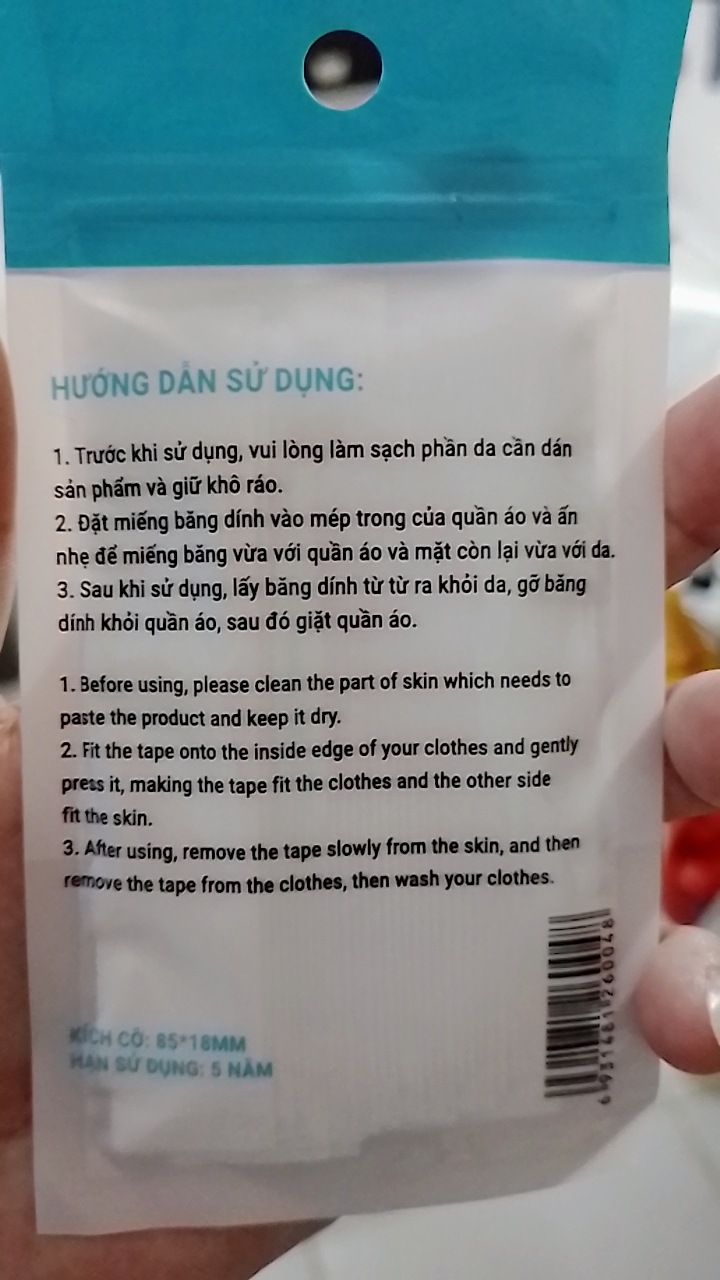 HƯỚNG DẪN SỬ DỤNG:
1. Trước khi sử dụng, vui lòng làm sạch phần da cần dán
sản phẩm và giữ khô ráo.
2. Đặt miếng băng dính vào mép trong của quần áo và ấn
nhẹ để miếng băng vừa với quần áo và mặt còn lại vừa với da.
3. Sau khi sử dụng, lấy băng dính từ từ ra khỏi da, gỡ băng
dính khỏi quần áo, sau đó giặt quần áo.
1. Before using, please clean the part of skin which needs to
paste the product and keep it dry.
2. Fit the tape onto the inside edge of your clothes and gently
press it, making the tape fit the clothes and the other side
fit the skin.
3. After using, remove the tape slowly from the skin, and then
remove the tape from the clothes, then wash your clothes.
KÍCH CỠ: 85*18MM
HẠN SỬ DỤNG: 5 NĂM
6 931481 260048